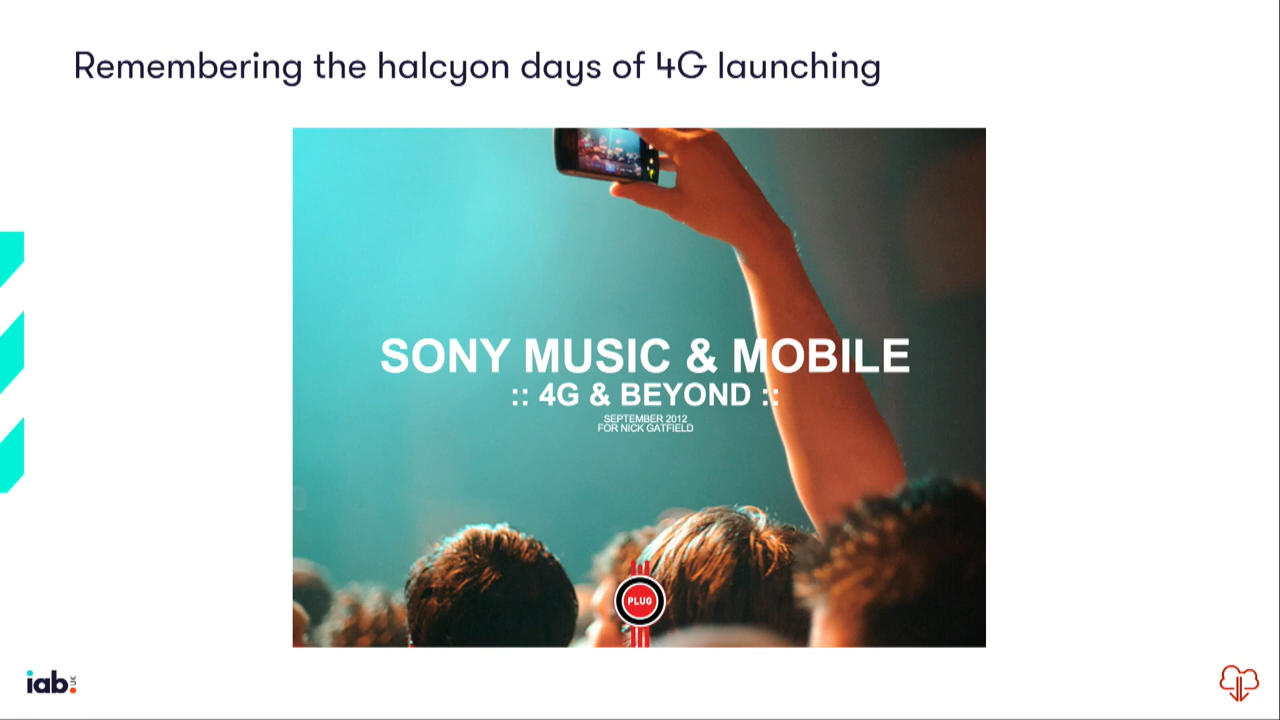 Remembering the halcyon days of 4G launching
SONY MUSIC & MOBILE
:: 4G & BEYOND ::
SEPTEMBER 2012
FOR NICK GATFIELD
PLUG
iab. UK